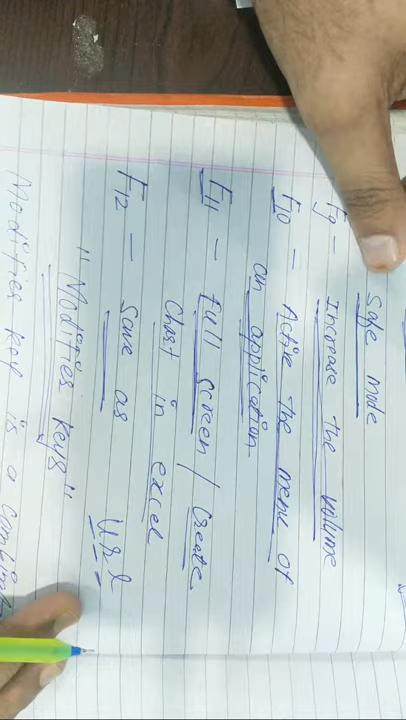 Safe mode
F9 - Increase the volume
F10 - Active the menu of
an application
F11 - Full screen / Create
Chart in excel
F12 - Save as
"Modifies keys"
Modifies key is a